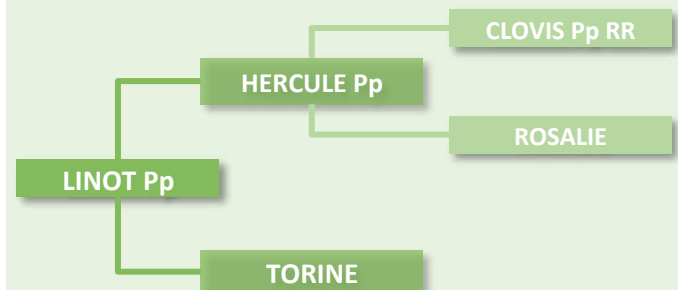 CLOVIS Pp RR
HERCULE Pp
ROSALIE
LINOT Pp
TORINE